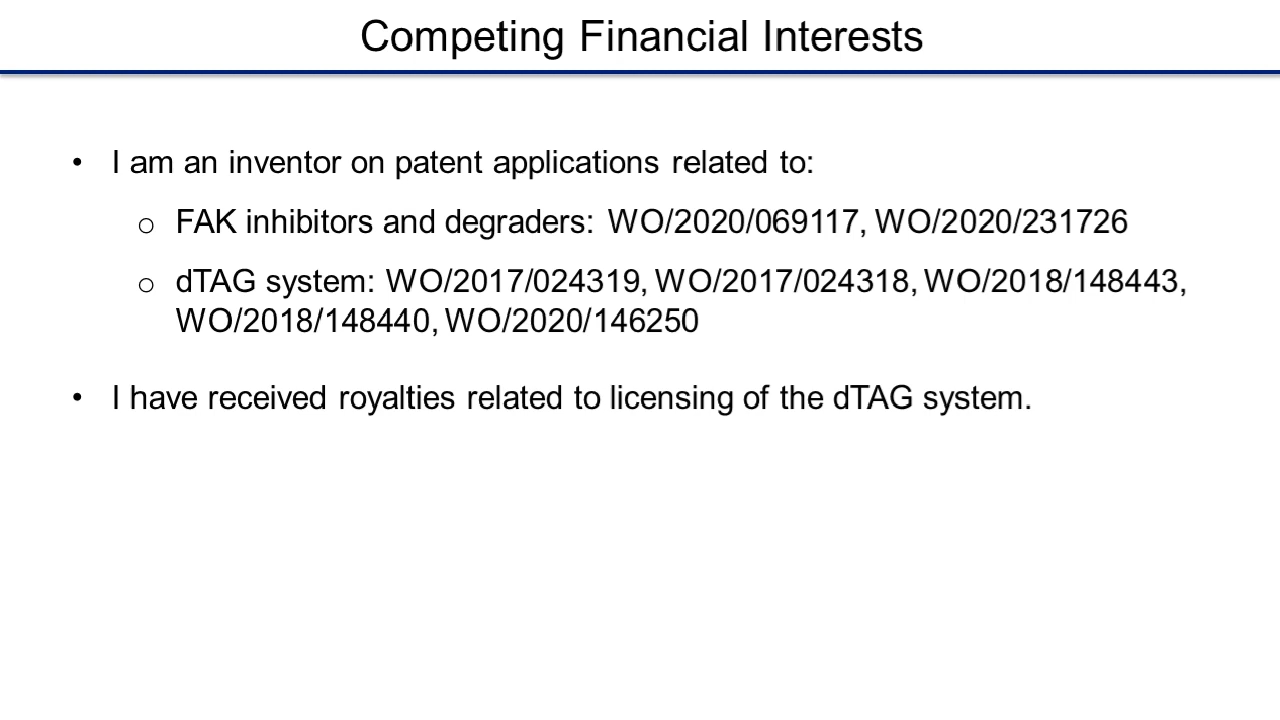 Competing Financial Interests
• I am an inventor on patent applications related to:
o FAK inhibitors and degraders: WO/2020/069117, WO/2020/231726
o dTAG system: WO/2017/024319, WO/2017/024318, WO/2018/148443,
WO/2018/148440, WO/2020/146250
• I have received royalties related to licensing of the dTAG system.